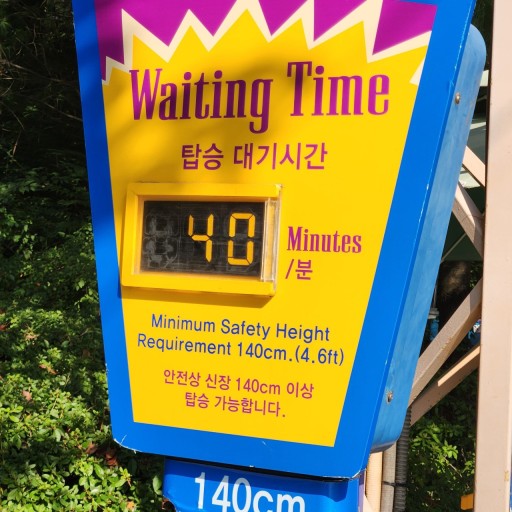 Waiting Time
탑승 대기시간
40 Minutes
/분
Minimum Safety Height
Requirement 140cm.(4.6ft)
안전상 신장 140cm 이상
탑승 가능합니다.
140cm